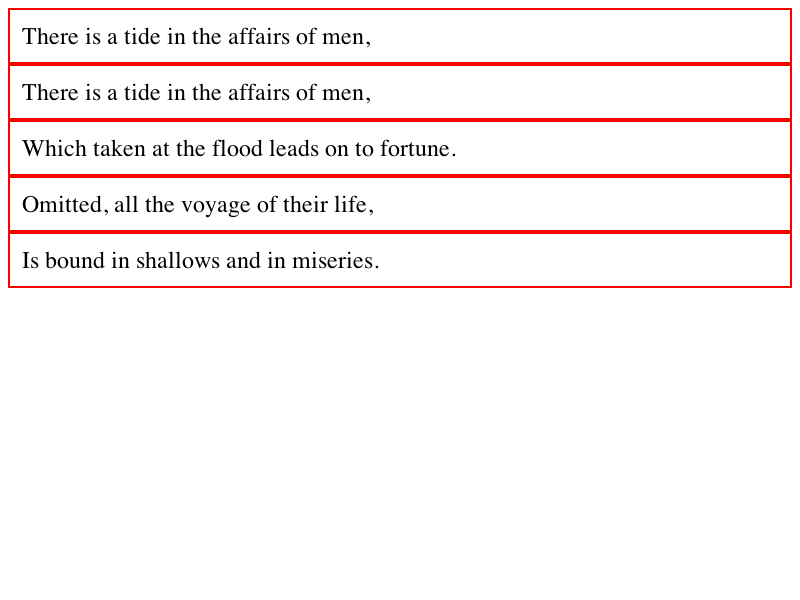 There is a tide in the affairs of men,
There is a tide in the affairs of men,
Which taken at the flood leads on to fortune.
Omitted, all the voyage of their life,
Is bound in shallows and in miseries.